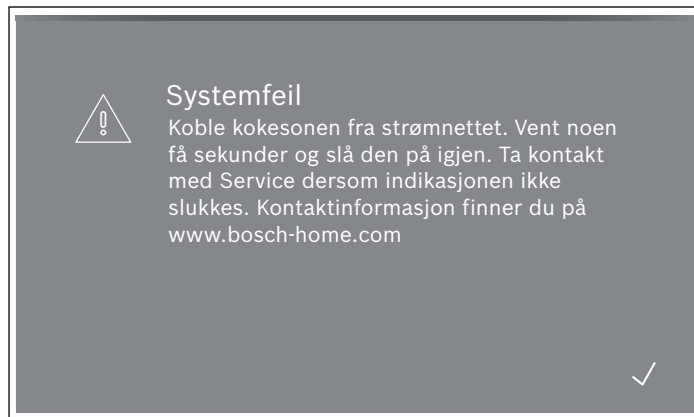 Systemfeil
Koble kokesonen fra strømnettet. Vent noen
få sekunder og slå den på igjen. Ta kontakt
med Service dersom indikasjonen ikke
slukkes. Kontaktinformasjon finner du på
www.bosch-home.com